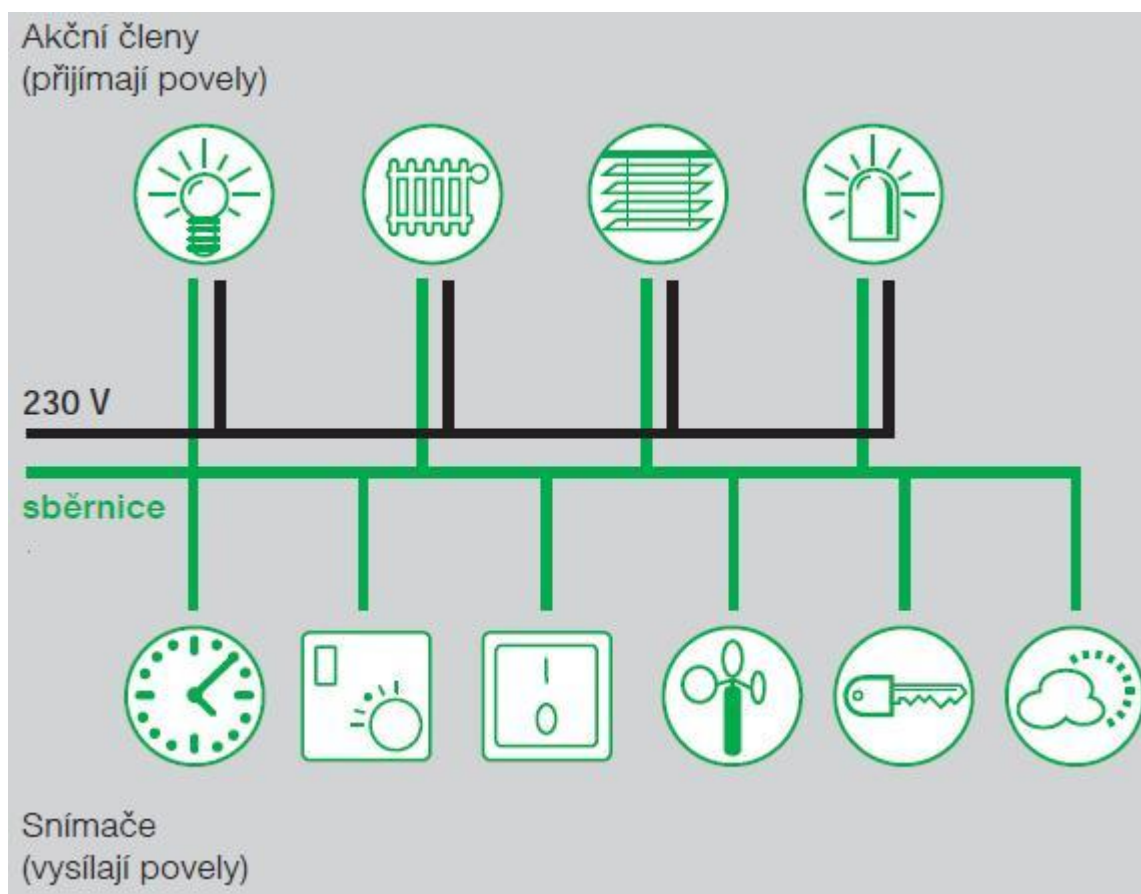 Akční členy
(přijímají povely)
230 V
sběrnice
Snímače
(vysílají povely)